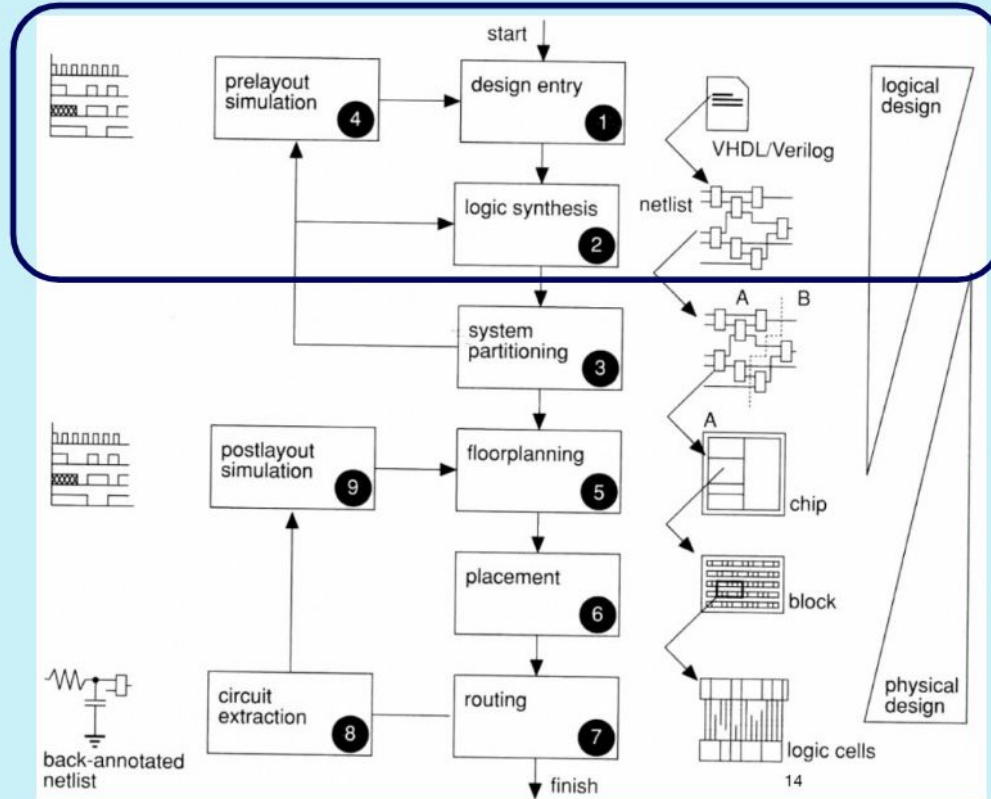 start
prelayout
simulation
4
design entry
1
logical
design
VHDL/Verilog
logic synthesis
2
netlist
A B
system
partitioning
3
A
postlayout
simulation
9
floorplanning
5
chip
placement
6
block
circuit
extraction
8
routing
7
physical
design
logic cells
back-annotated
netlist
finish
14